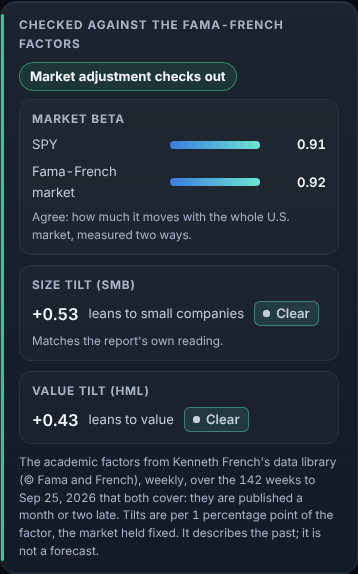 CHECKED AGAINST THE FAMA-FRENCH
FACTORS
Market adjustment checks out
MARKET BETA
SPY 0.91
Fama-French
market 0.92
Agree: how much it moves with the whole U.S.
market, measured two ways.
SIZE TILT (SMB)
+0.53 leans to small companies Clear
Matches the report's own reading.
VALUE TILT (HML)
+0.43 leans to value Clear
The academic factors from Kenneth French's data library
(© Fama and French), weekly, over the 142 weeks to
Sep 25, 2026 that both cover: they are published a
month or two late. Tilts are per 1 percentage point of the
factor, the market held fixed. It describes the past; it is
not a forecast.